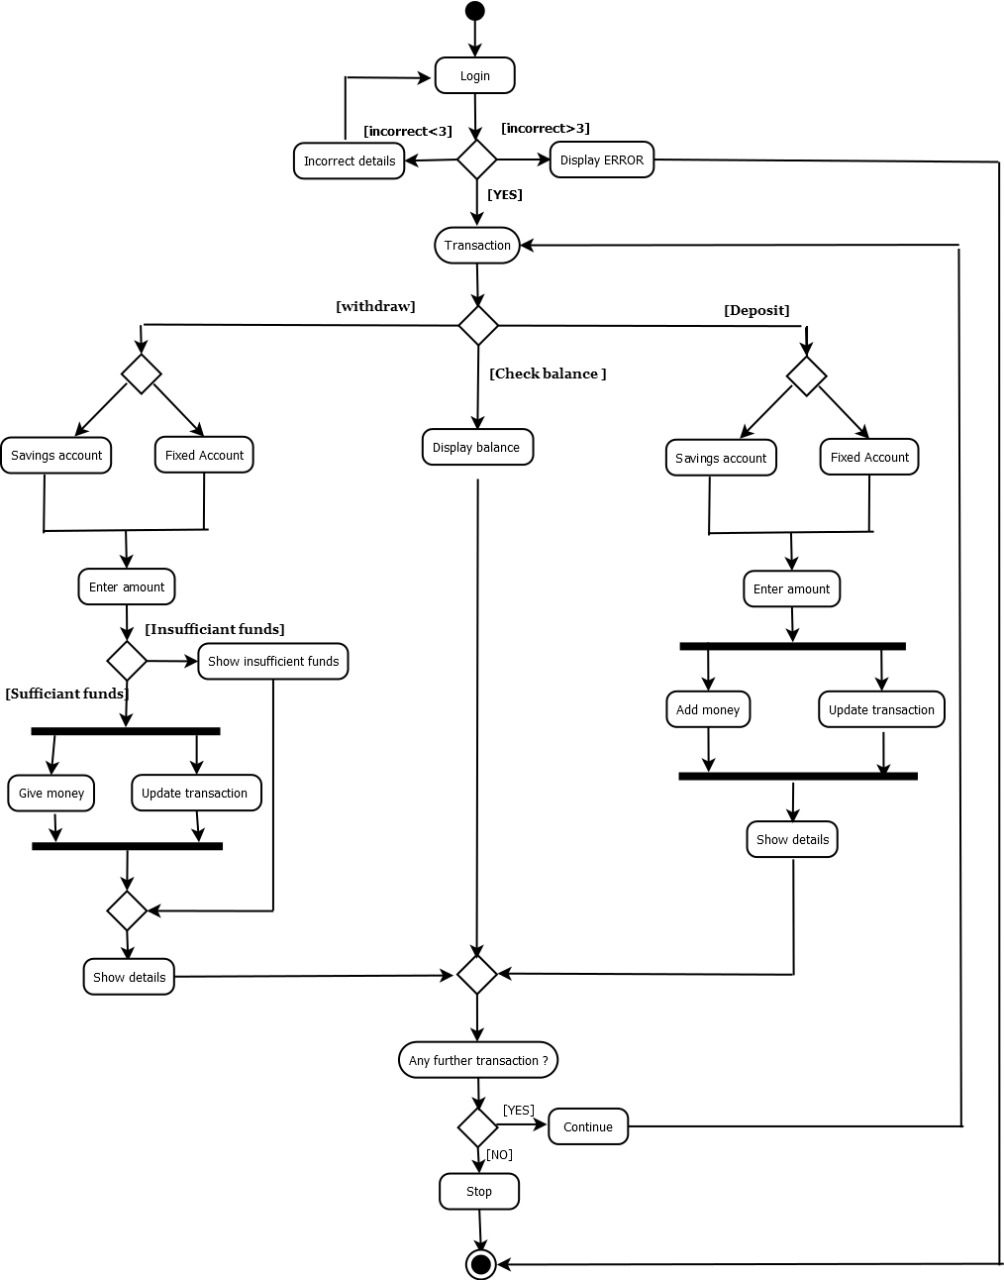 Login
[incorrect<3]
[incorrect>3]
Incorrect details
Display ERROR
[YES]
Transaction
[withdraw]
[Deposit]
[Check balance ]
Savings account
Fixed Account
Display balance
Savings account
Fixed Account
Enter amount
Enter amount
[Insufficiant funds]
Show insufficient funds
[Sufficiant funds]
Add money
Update transaction
Give money
Update transaction
Show details
Show details
Any further transaction ?
[YES]
Continue
[NO]
Stop